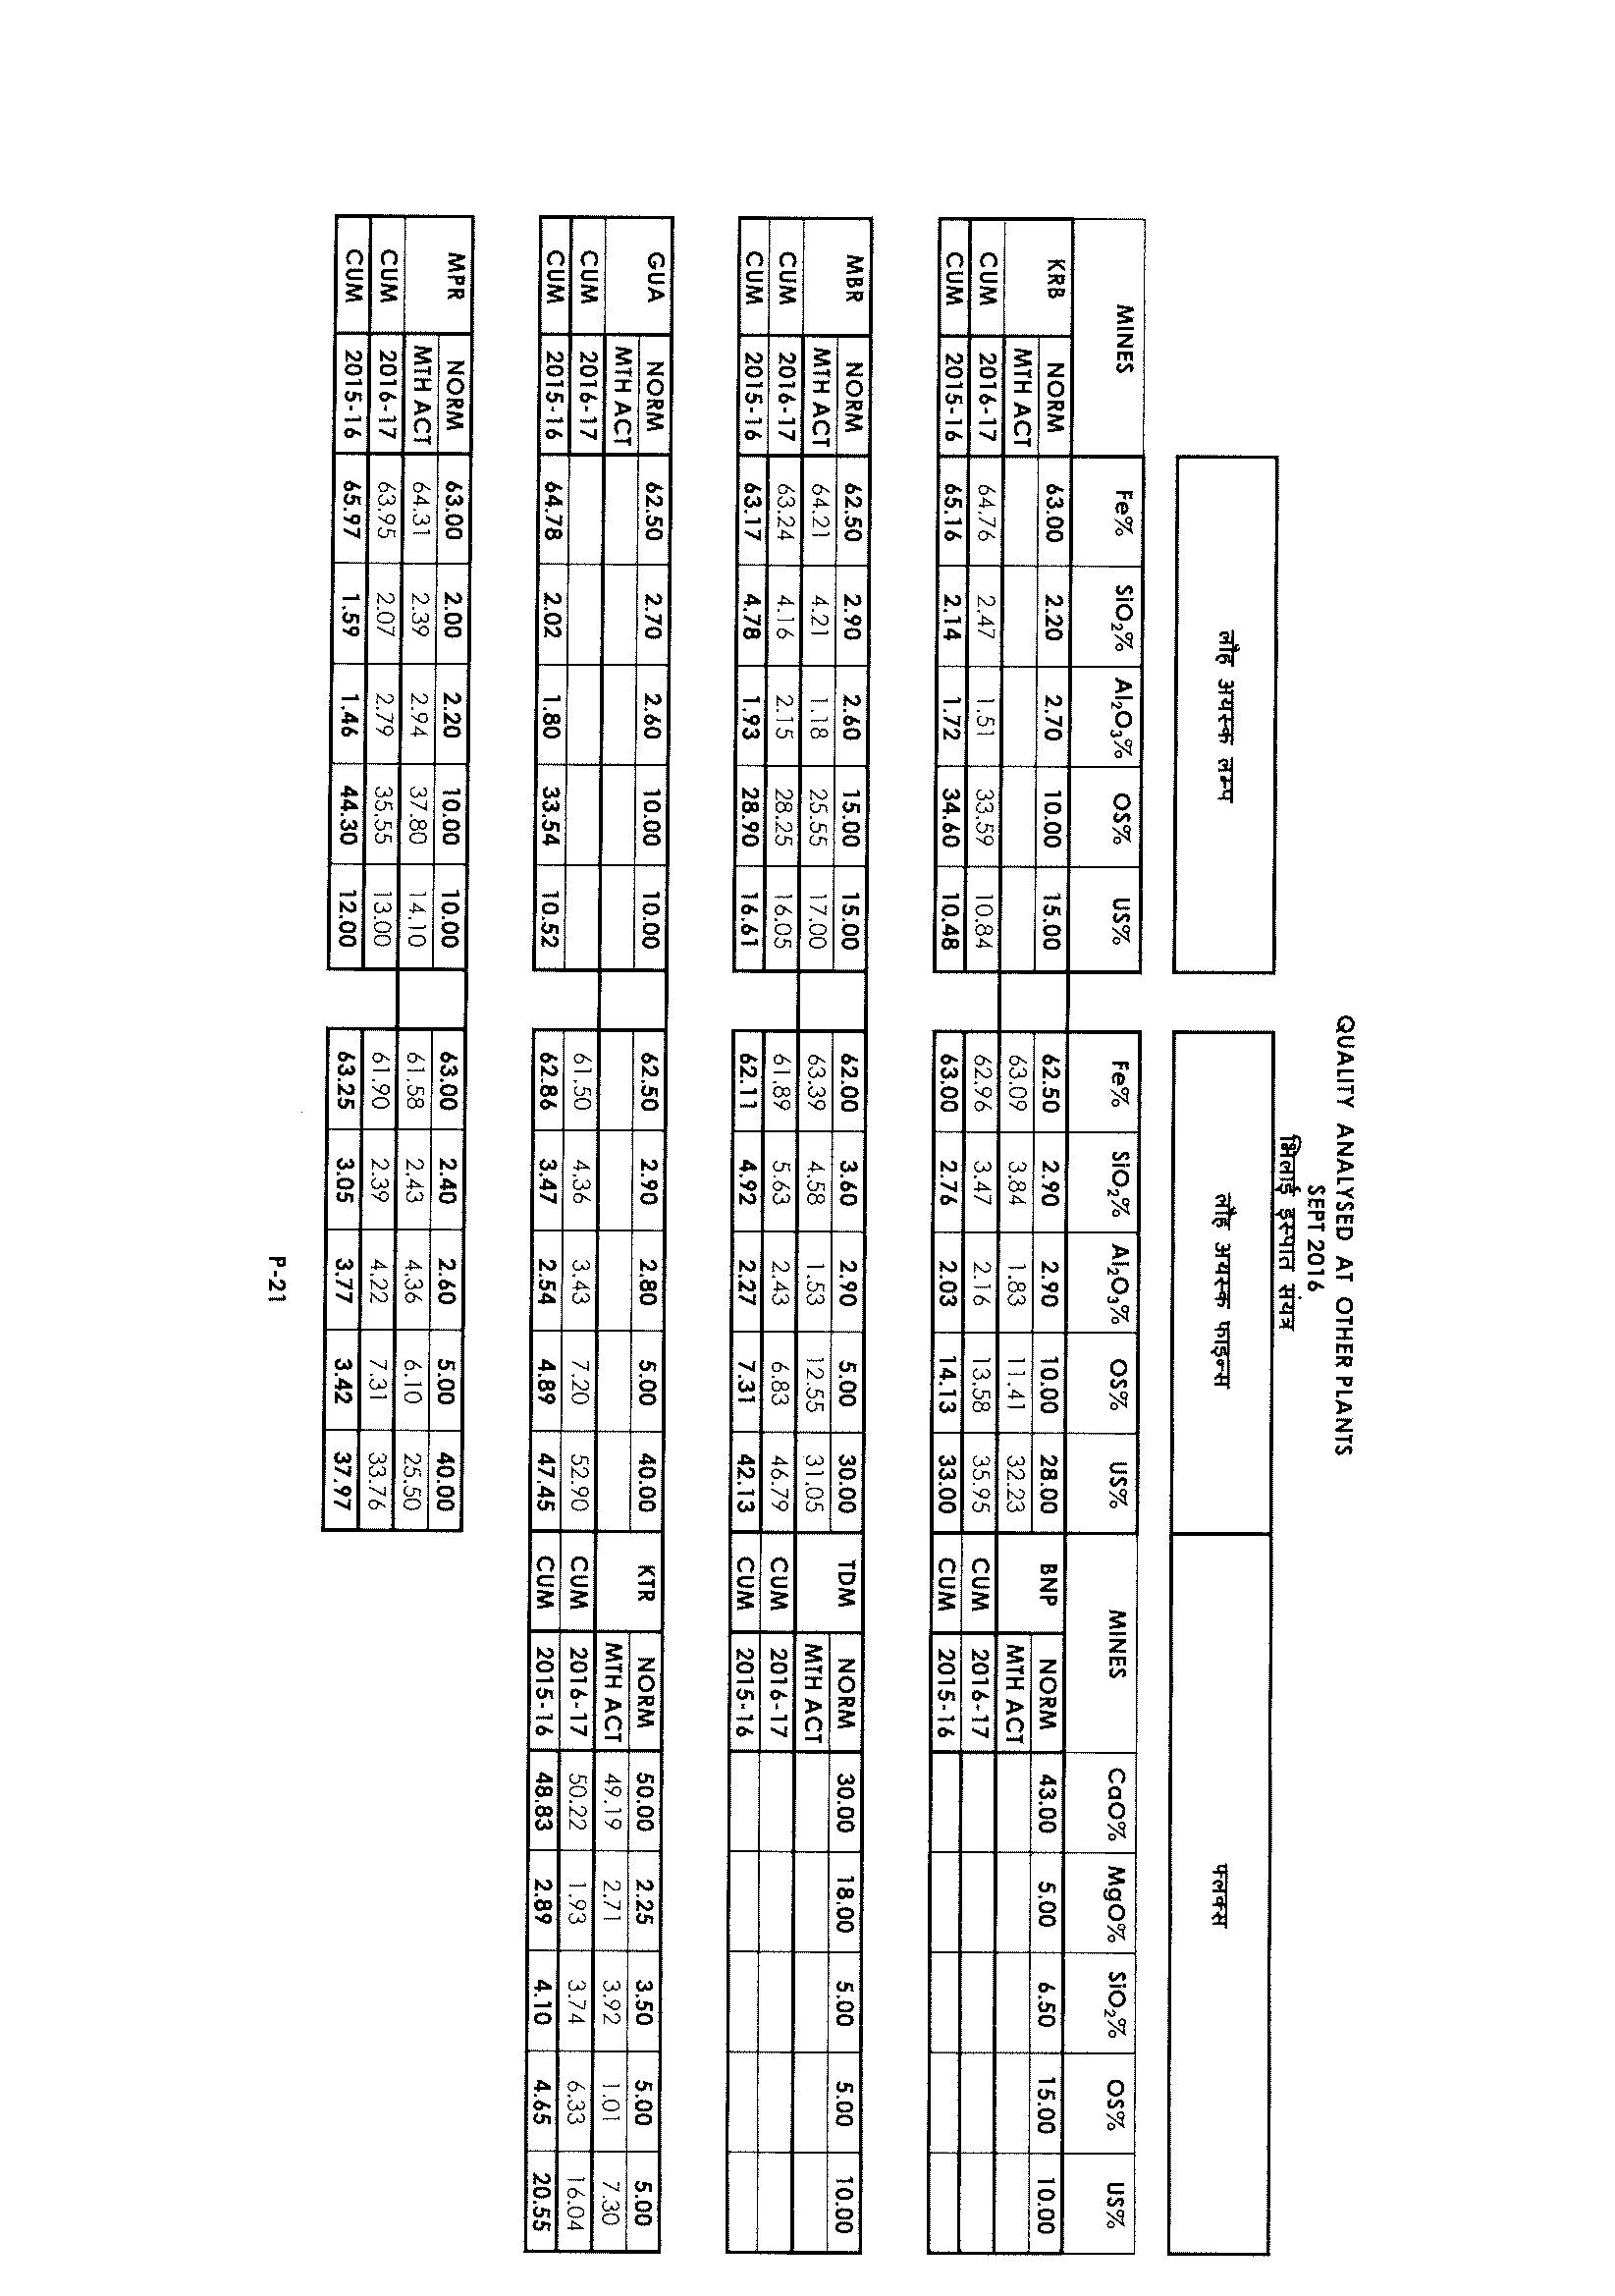 QUALITY ANALYSED AT OTHER PLANTS
SEPT 2016
भिलाई इस्पात संयंत्र
लौह अयस्क लम्प लौह अयस्क फाइन्स फ्लक्स
MINES Fe% SiO₂% Al₂O₃% OS% US% Fe% SiO₂% Al₂O₃% OS% US% MINES CaO% MgO% SiO₂% OS% US%
KRB NORM 63.00 2.20 2.70 10.00 15.00 62.50 2.90 2.90 10.00 28.00 BNP NORM 43.00 5.00 6.50 15.00 10.00
MTH ACT 63.09 3.84 1.83 11.41 32.23 MTH ACT
CUM 2016-17 64.76 2.47 1.51 33.59 10.84 62.96 3.47 2.16 13.58 35.95 CUM 2016-17
CUM 2015-16 65.16 2.14 1.72 34.60 10.48 63.00 2.76 2.03 14.13 33.00 CUM 2015-16
MBR NORM 62.50 2.90 2.60 15.00 15.00 62.00 3.60 2.90 5.00 30.00 TDM NORM 30.00 18.00 5.00 5.00 10.00
MTH ACT 64.21 4.21 1.18 25.55 17.00 63.39 4.58 1.53 12.55 31.05 MTH ACT
CUM 2016-17 63.24 4.16 2.15 28.25 16.05 61.89 5.63 2.43 6.83 46.79 CUM 2016-17
CUM 2015-16 63.17 4.78 1.93 28.90 16.61 62.11 4.92 2.27 7.31 42.13 CUM 2015-16
GUA NORM 62.50 2.70 2.60 10.00 10.00 62.50 2.90 2.80 5.00 40.00 KTR NORM 50.00 2.25 3.50 5.00 5.00
MTH ACT MTH ACT 49.19 2.71 3.92 1.01 7.30
CUM 2016-17 61.50 4.36 3.43 7.20 52.90 CUM 2016-17 50.22 1.93 3.74 6.33 16.04
CUM 2015-16 64.78 2.02 1.80 33.54 10.52 62.86 3.47 2.54 4.89 47.45 CUM 2015-16 48.83 2.89 4.10 4.65 20.55
MPR NORM 63.00 2.00 2.20 10.00 10.00 63.00 2.40 2.60 5.00 40.00
MTH ACT 64.31 2.39 2.94 37.80 14.10 61.58 2.43 4.36 6.10 25.50
CUM 2016-17 63.95 2.07 2.79 35.55 13.00 61.90 2.39 4.22 7.31 33.76
CUM 2015-16 65.97 1.59 1.46 44.30 12.00 63.25 3.05 3.77 3.42 37.97
P-21